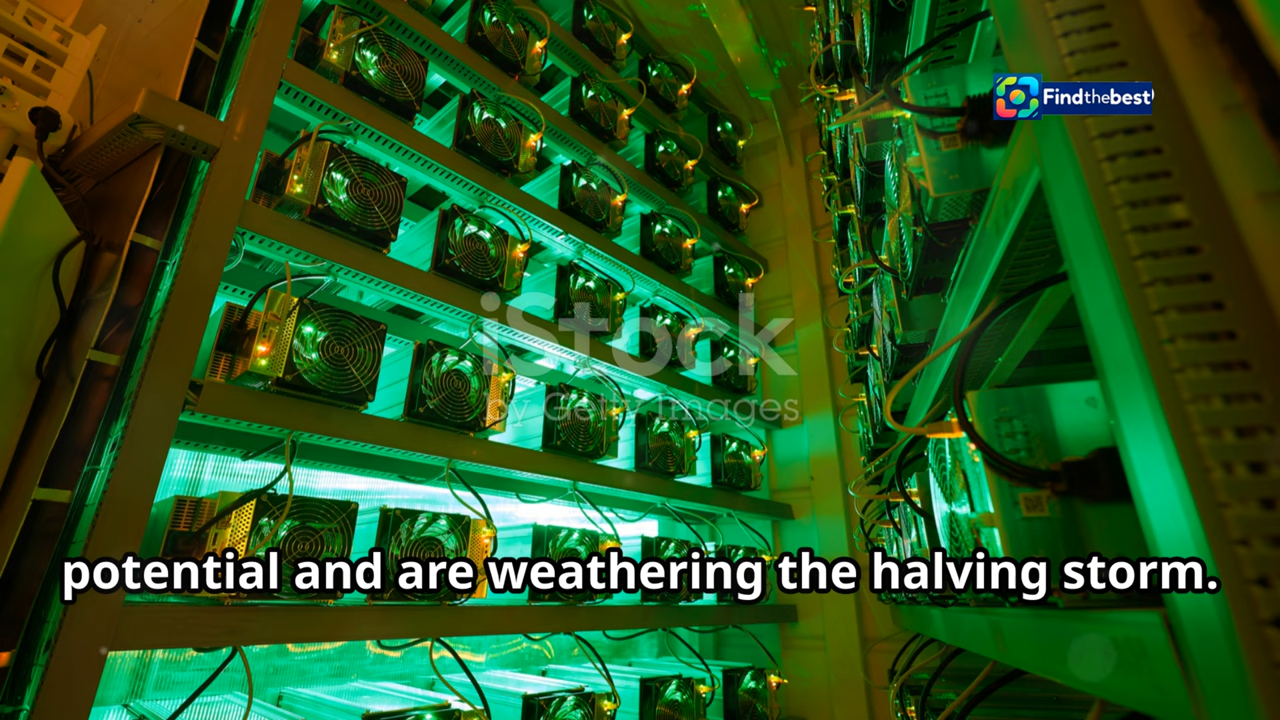 Findthebest
iStock
by Getty Images
potential and are weathering the halving storm.